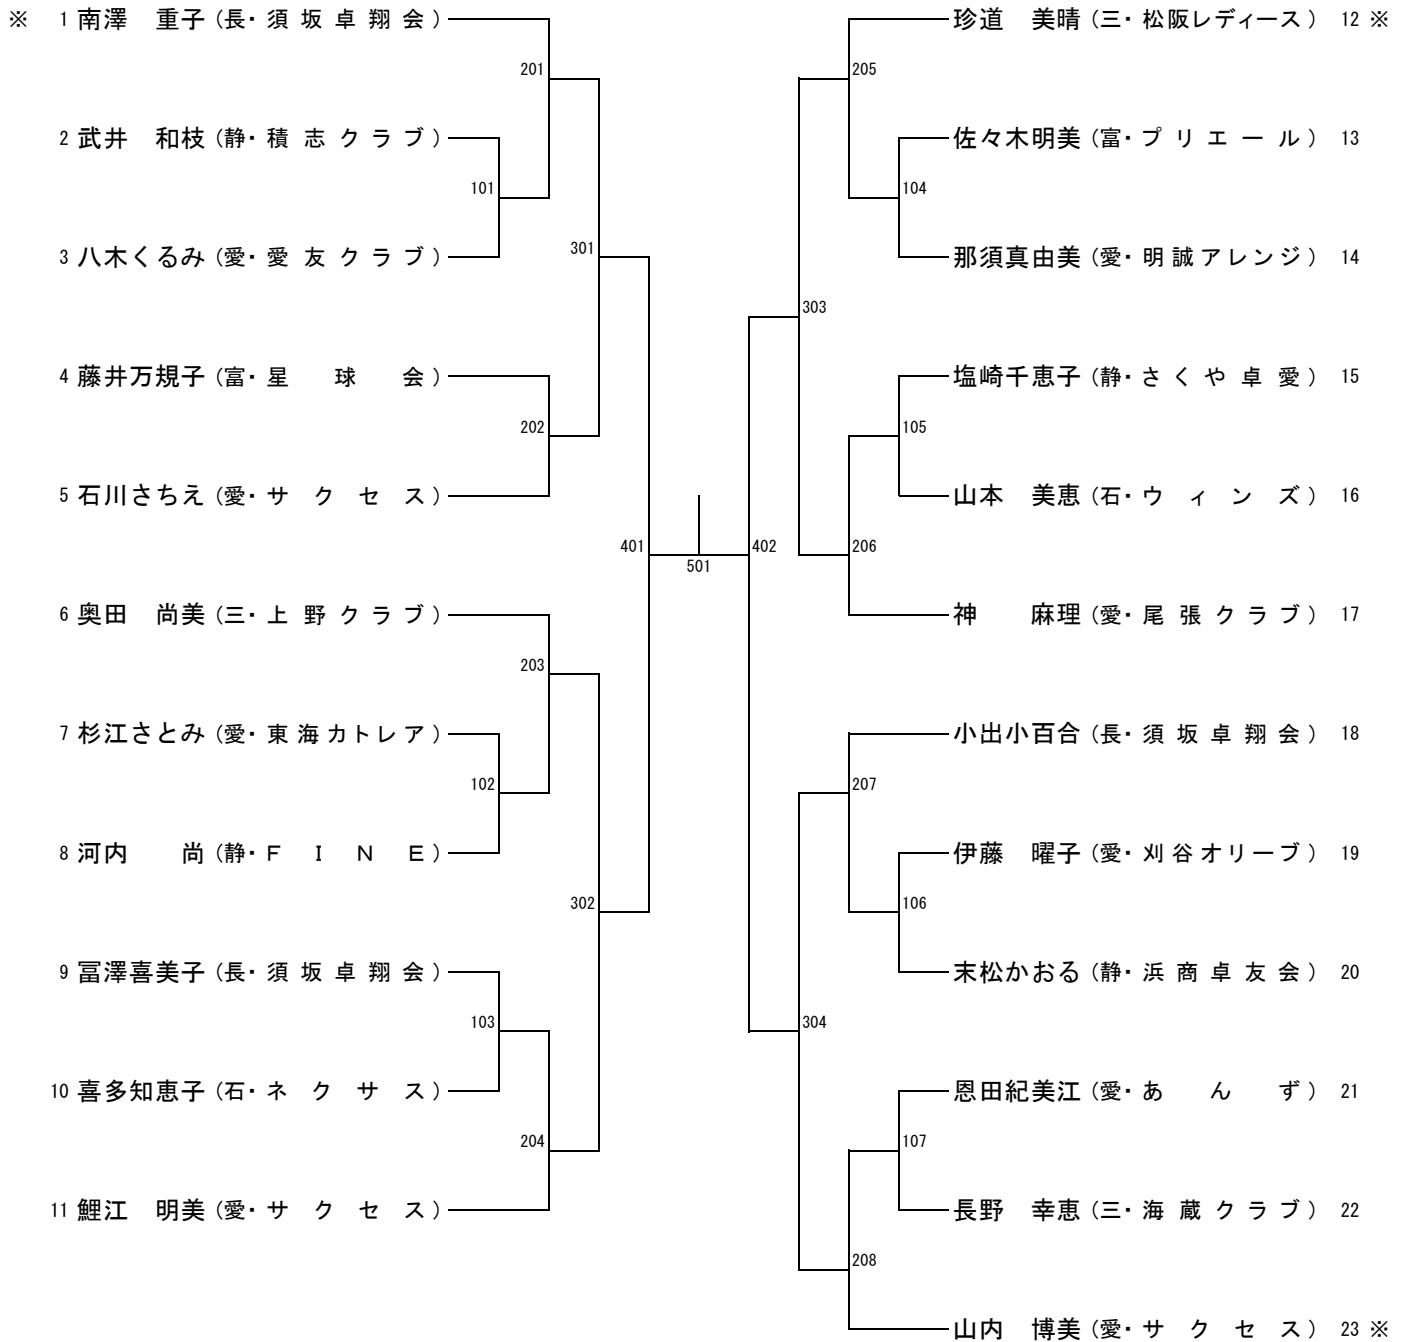 ※ 1 南澤 重子 (長・須坂卓翔会)
201
2 武井 和枝 (静・積志クラブ)
101
3 八木くるみ (愛・愛友クラブ)
301
4 藤井万規子 (富・星球会)
202
5 石川さちえ (愛・サクセス)
401
501
6 奥田 尚美 (三・上野クラブ)
203
7 杉江さとみ (愛・東海カトレア)
102
8 河内 尚 (静・FINE)
302
9 冨澤喜美子 (長・須坂卓翔会)
103
10 喜多知恵子 (石・ネクサス)
204
11 鯉江 明美 (愛・サクセス)
珍道 美晴 (三・松阪レディース) 12 ※
205
佐々木明美 (富・プリエール) 13
104
那須真由美 (愛・明誠アレンジ) 14
303
塩崎千恵子 (静・さくや卓愛) 15
105
山本 美恵 (石・ウィンズ) 16
402
206
神 麻理 (愛・尾張クラブ) 17
小出小百合 (長・須坂卓翔会) 18
207
伊藤 曜子 (愛・刈谷オリーブ) 19
106
末松かおる (静・浜商卓友会) 20
304
恩田紀美江 (愛・あんず) 21
107
長野 幸恵 (三・海蔵クラブ) 22
208
山内 博美 (愛・サクセス) 23 ※